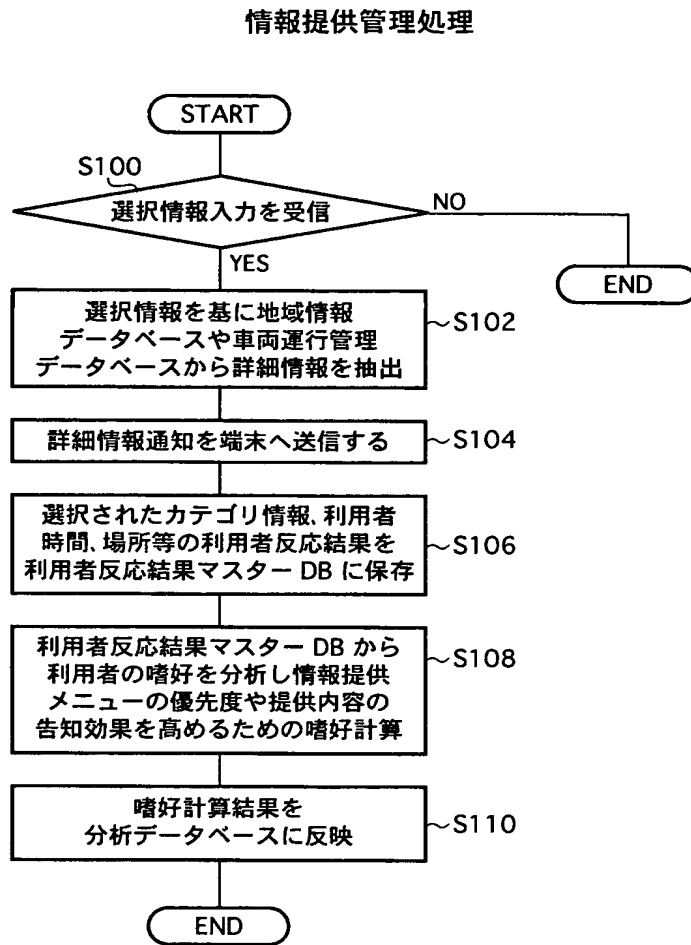 情報提供管理処理
START
S100
選択情報入力を受信
NO
YES
END
選択情報を基に地域情報
データベースや車両運行管理
データベースから詳細情報を抽出
S102
詳細情報通知を端末へ送信する
S104
選択されたカテゴリ情報、利用者
時間、場所等の利用者反応結果を
利用者反応結果マスター DB に保存
S106
利用者反応結果マスター DB から
利用者の嗜好を分析し情報提供
メニューの優先度や提供内容の
告知効果を高めるための嗜好計算
S108
嗜好計算結果を
分析データベースに反映
S110
END